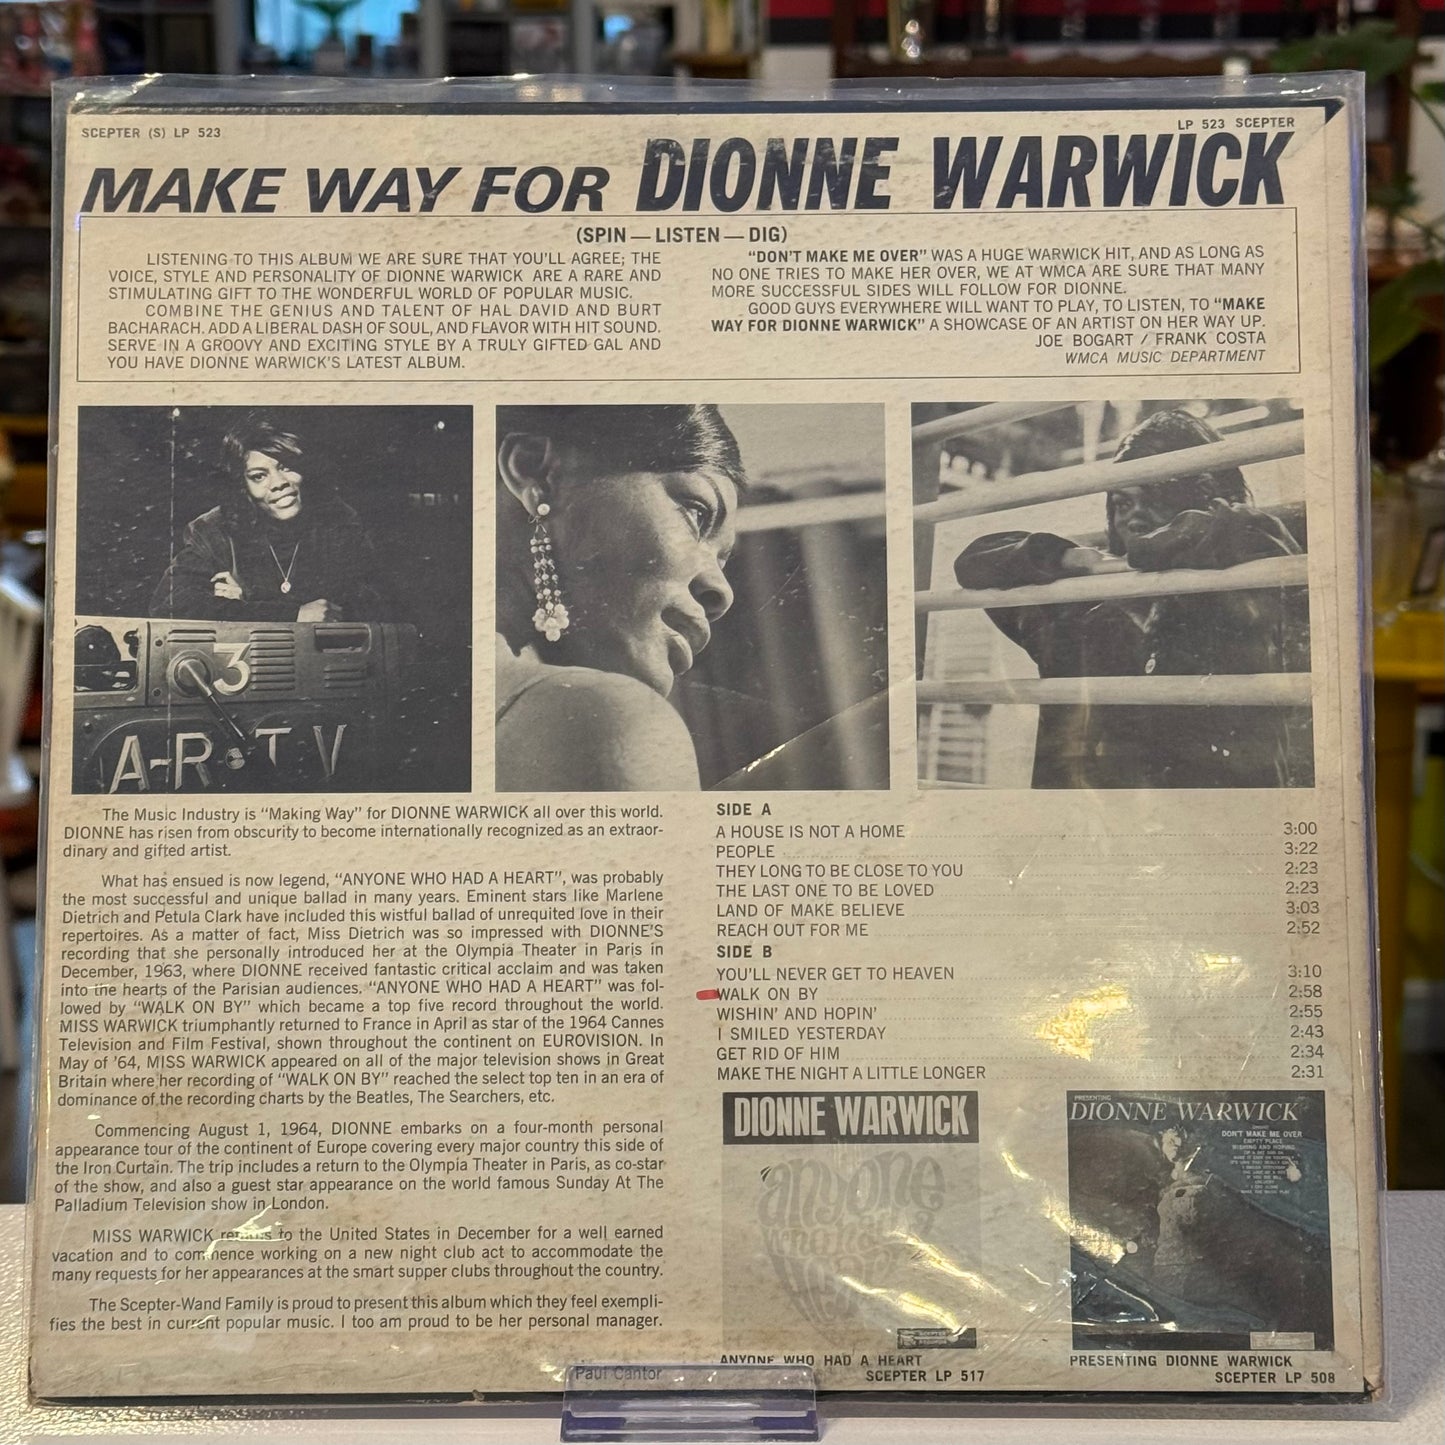 SCEPTER (S) LP 523
LP 523 SCEPTER
MAKE WAY FOR DIONNE WARWICK
(SPIN — LISTEN — DIG)
LISTENING TO THIS ALBUM WE ARE SURE THAT YOU'LL AGREE; THE
VOICE, STYLE AND PERSONALITY OF DIONNE WARWICK ARE A RARE AND
STIMULATING GIFT TO THE WONDERFUL WORLD OF POPULAR MUSIC.
COMBINE THE GENIUS AND TALENT OF HAL DAVID AND BURT
BACHARACH. ADD A LIBERAL DASH OF SOUL, AND FLAVOR WITH HIT SOUND.
SERVE IN A GROOVY AND EXCITING STYLE BY A TRULY GIFTED GAL AND
YOU HAVE DIONNE WARWICK'S LATEST ALBUM.
"DON'T MAKE ME OVER" WAS A HUGE WARWICK HIT, AND AS LONG AS
NO ONE TRIES TO MAKE HER OVER, WE AT WMCA ARE SURE THAT MANY
MORE SUCCESSFUL SIDES WILL FOLLOW FOR DIONNE.
GOOD GUYS EVERYWHERE WILL WANT TO PLAY, TO LISTEN, TO "MAKE
WAY FOR DIONNE WARWICK" A SHOWCASE OF AN ARTIST ON HER WAY UP.
JOE BOGART / FRANK COSTA
WMCA MUSIC DEPARTMENT
3
A-R•TV
The Music Industry is "Making Way" for DIONNE WARWICK all over this world.
DIONNE has risen from obscurity to become internationally recognized as an extraor-
dinary and gifted artist.
What has ensued is now legend, "ANYONE WHO HAD A HEART", was probably
the most successful and unique ballad in many years. Eminent stars like Marlene
Dietrich and Petula Clark have included this wistful ballad of unrequited love in their
repertoires. As a matter of fact, Miss Dietrich was so impressed with DIONNE'S
recording that she personally introduced her at the Olympia Theater in Paris in
December, 1963, where DIONNE received fantastic critical acclaim and was taken
into the hearts of the Parisian audiences. "ANYONE WHO HAD A HEART" was fol-
lowed by "WALK ON BY" which became a top five record throughout the world.
MISS WARWICK triumphantly returned to France in April as star of the 1964 Cannes
Television and Film Festival, shown throughout the continent on EUROVISION. In
May of '64, MISS WARWICK appeared on all of the major television shows in Great
Britain where her recording of "WALK ON BY" reached the select top ten in an era of
dominance of the recording charts by the Beatles, The Searchers, etc.
Commencing August 1, 1964, DIONNE embarks on a four-month personal
appearance tour of the continent of Europe covering every major country this side of
the Iron Curtain. The trip includes a return to the Olympia Theater in Paris, as co-star
of the show, and also a guest star appearance on the world famous Sunday At The
Palladium Television show in London.
MISS WARWICK returns to the United States in December for a well earned
vacation and to commence working on a new night club act to accommodate the
many requests for her appearances at the smart supper clubs throughout the country.
The Scepter-Wand Family is proud to present this album which they feel exempli-
fies the best in current popular music. I too am proud to be her personal manager.
Paul Cantor
SIDE A
A HOUSE IS NOT A HOME 3:00
PEOPLE 3:22
THEY LONG TO BE CLOSE TO YOU 2:23
THE LAST ONE TO BE LOVED 2:23
LAND OF MAKE BELIEVE 3:03
REACH OUT FOR ME 2:52
SIDE B
YOU'LL NEVER GET TO HEAVEN 3:10
WALK ON BY 2:58
WISHIN' AND HOPIN' 2:55
I SMILED YESTERDAY 2:43
GET RID OF HIM 2:34
MAKE THE NIGHT A LITTLE LONGER 2:31
DIONNE WARWICK
anyone
who had a
heart
PRESENTING
DIONNE WARWICK
DON'T MAKE ME OVER
EMPTY PLACE
WISHING AND HOPING
ANYONE WHO HAD A HEART
SCEPTER LP 517
PRESENTING DIONNE WARWICK
SCEPTER LP 508